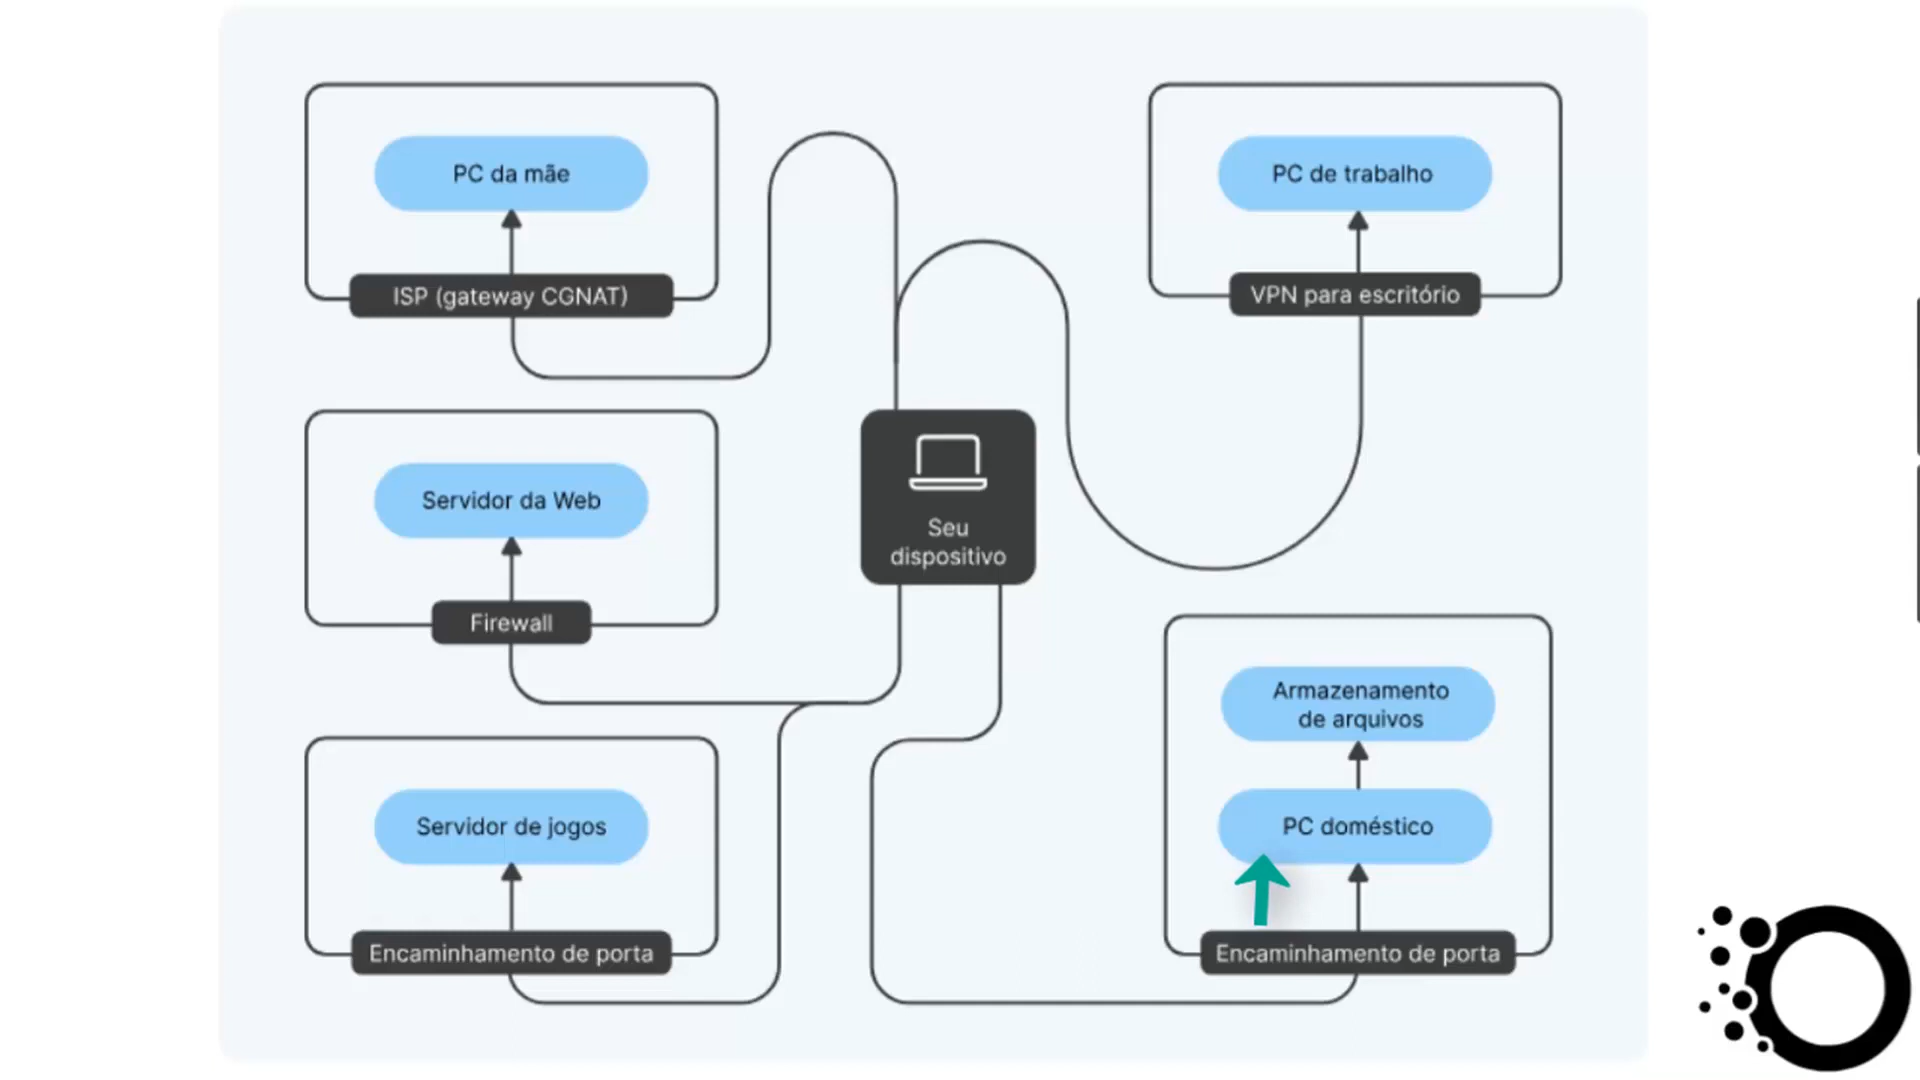 PC da mãe
ISP (gateway CGNAT)
PC de trabalho
VPN para escritório
Servidor da Web
Firewall
Seu
dispositivo
Servidor de jogos
Encaminhamento de porta
Armazenamento
de arquivos
PC doméstico
Encaminhamento de porta